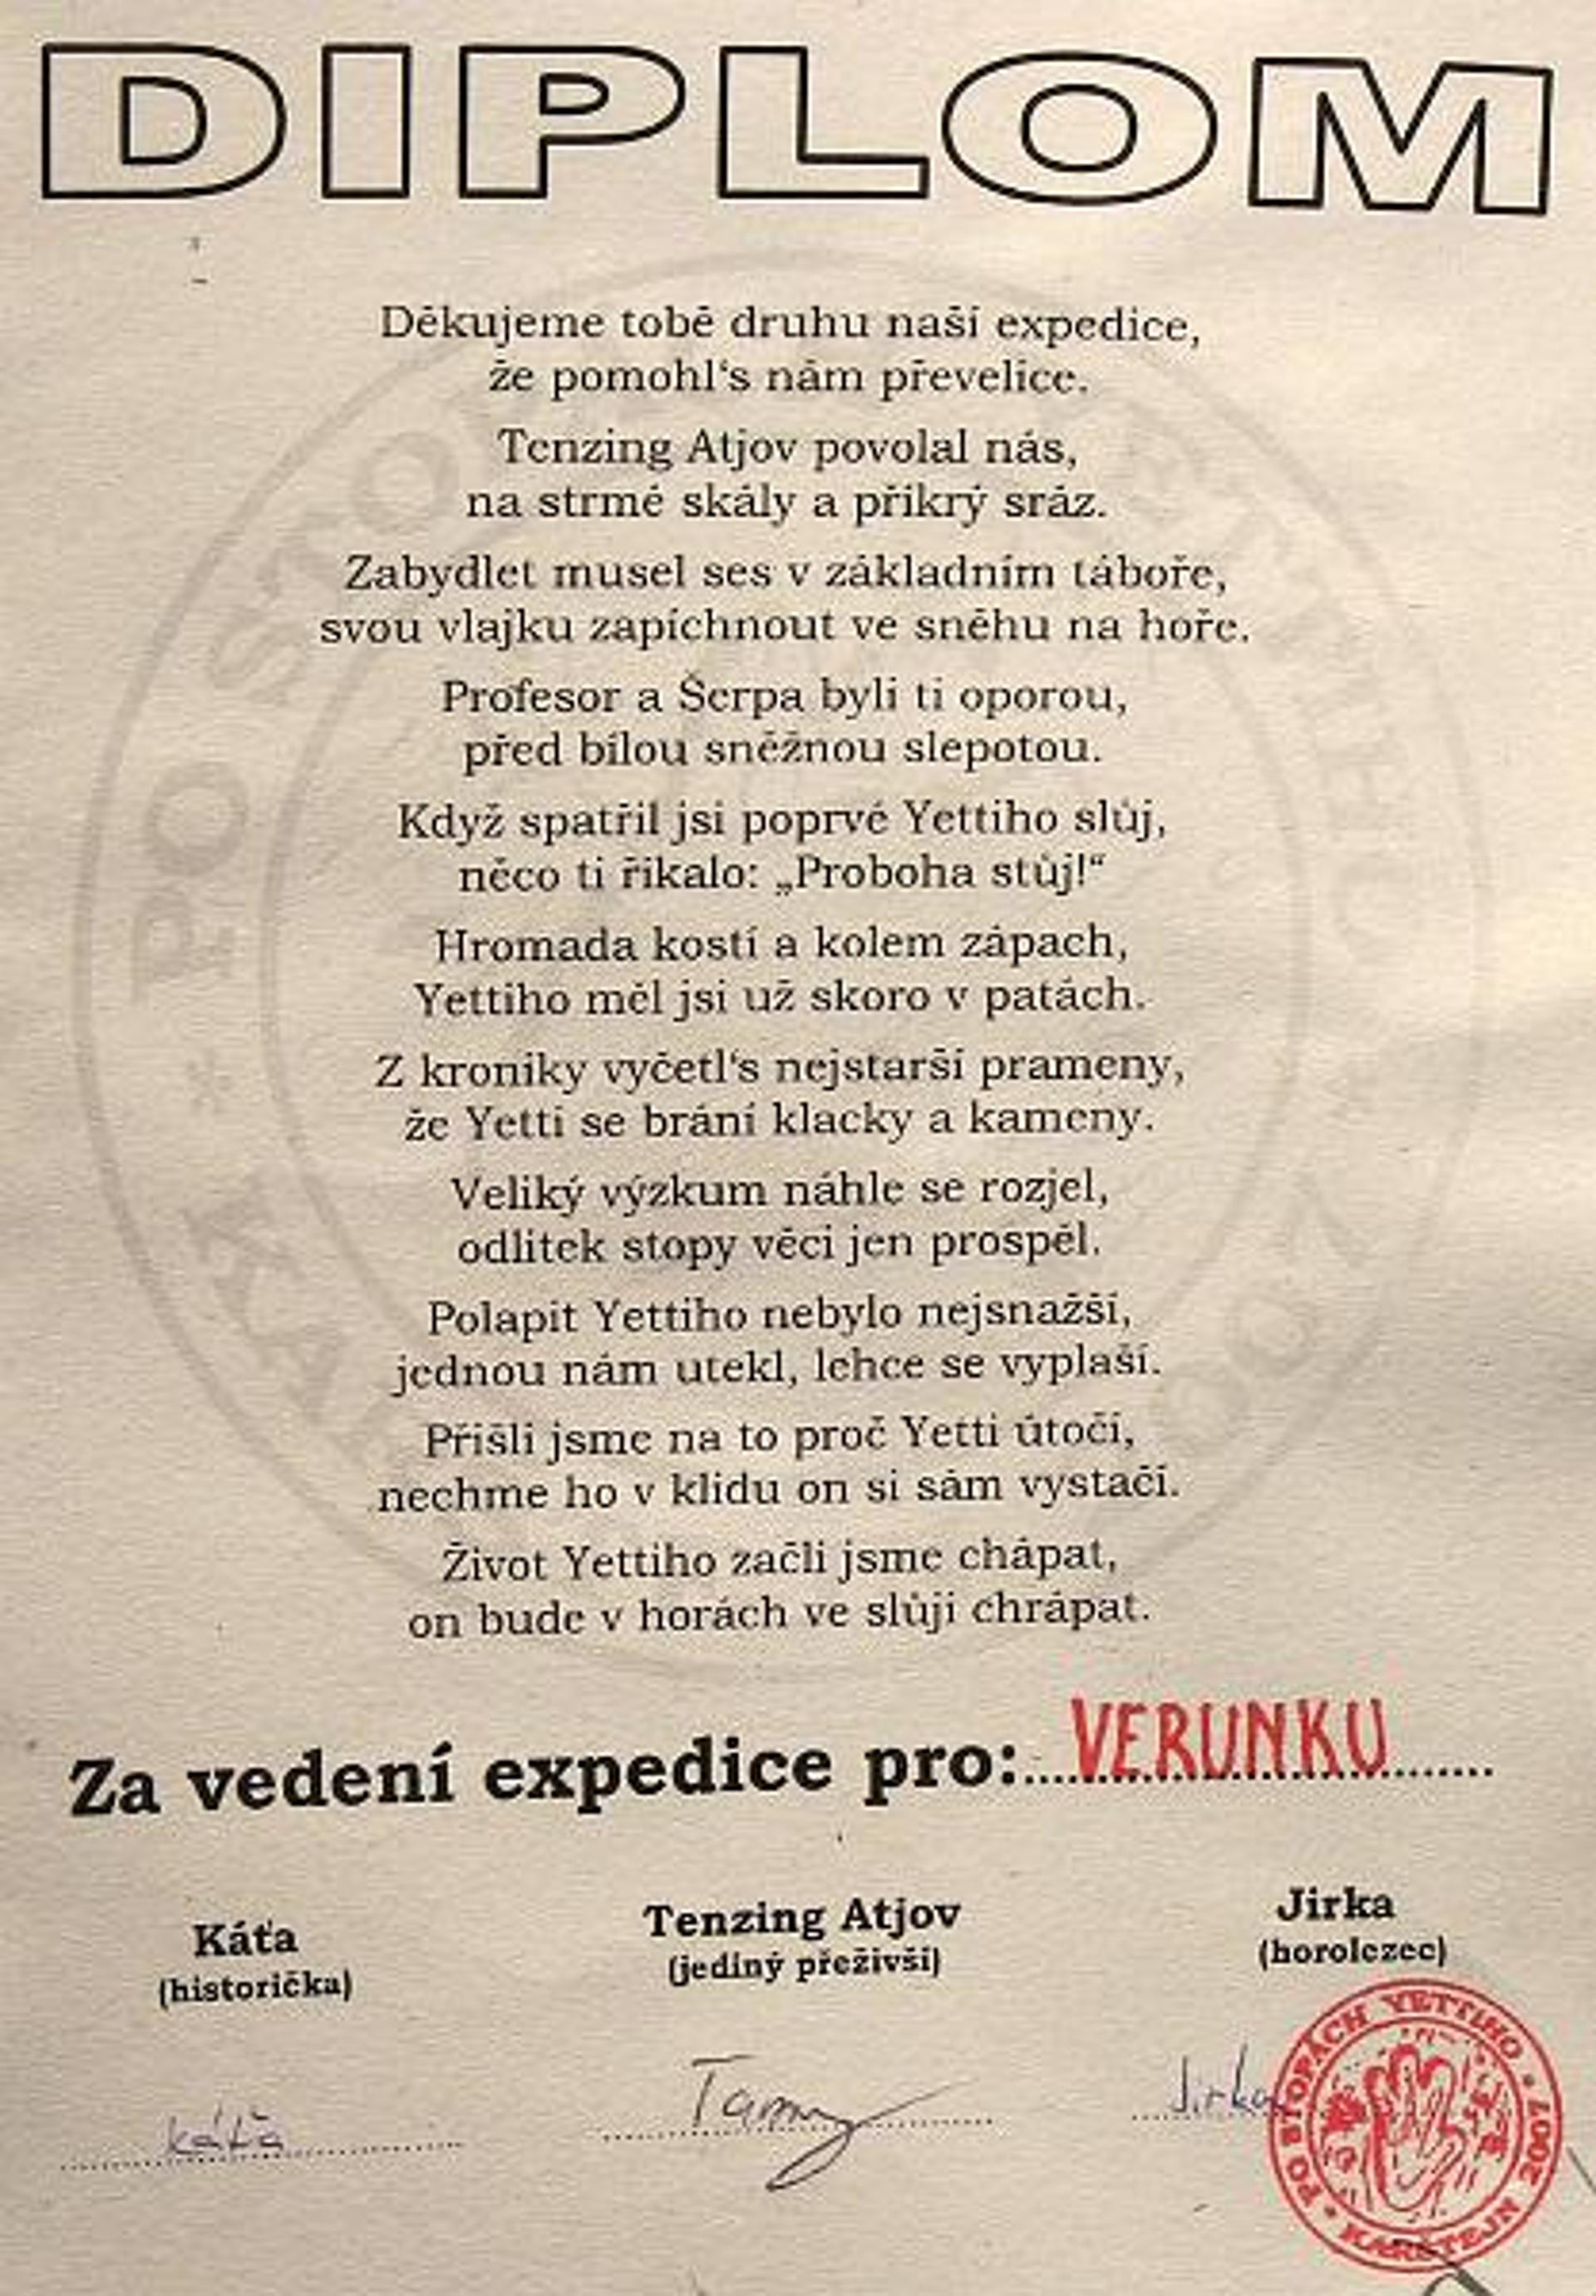 DIPLOM
Děkujeme tobě druhu naší expedice,
že pomohl‘s nám převelice.
Tenzing Atjov povolal nás,
na strmé skály a příkrý sráz.
Zabydlet musel ses v základním táboře,
svou vlajku zapíchnout ve sněhu na hoře.
Profesor a Šerpa byli ti oporou,
před bílou sněžnou slepotou.
Když spatřil jsi poprvé Yettiho slůj,
něco ti říkalo: „Proboha stůj!“
Hromada kostí a kolem zápach,
Yettiho měl jsi už skoro v patách.
Z kroniky vyčetl‘s nejstarší prameny,
že Yetti se brání klacky a kameny.
Veliký výzkum náhle se rozjel,
odlitek stopy věci jen prospěl.
Polapit Yettiho nebylo nejsnažší,
jednou nám utekl, lehce se vyplaší.
Přišli jsme na to proč Yetti útočí,
nechme ho v klidu on si sám vystačí.
Život Yettiho začli jsme chápat,
on bude v horách ve slůji chrápat.
Za vedení expedice pro: VERUNKU
Káťa
(historička)
Tenzing Atjov
(jediný přeživší)
Jirka
(horolezec)
Káťa
Jirka
PO STOPÁCH YETTIHO • 2007
KARŠTEJN